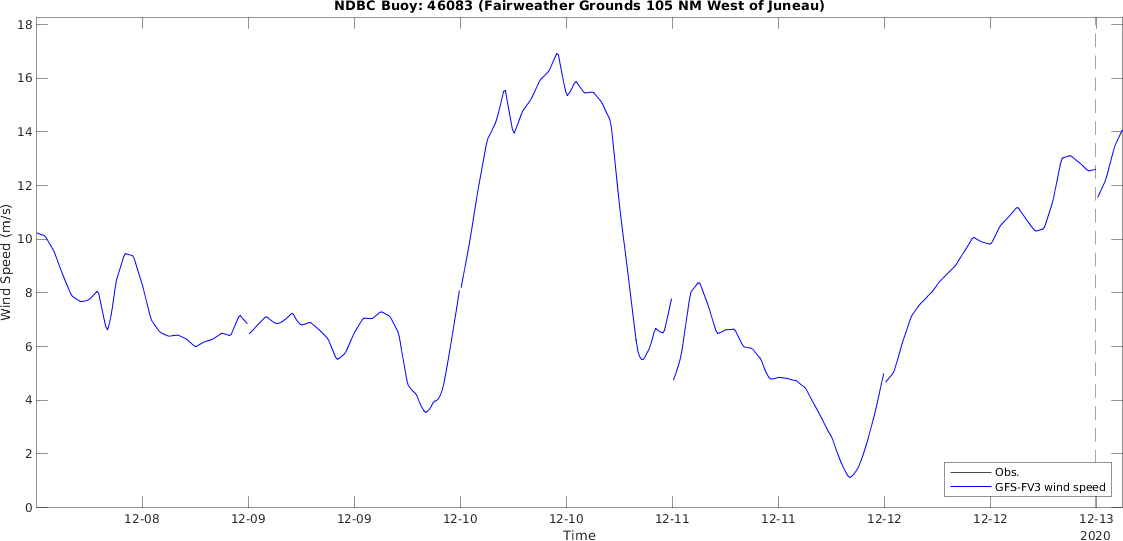 NDBC Buoy: 46083 (Fairweather Grounds 105 NM West of Juneau)
18
16
14
12
10
8
6
4
2
0
Wind Speed (m/s)
Obs.
GFS-FV3 wind speed
12-08 12-09 12-09 12-10 12-10 12-11 12-11 12-12 12-12 12-13
Time 2020